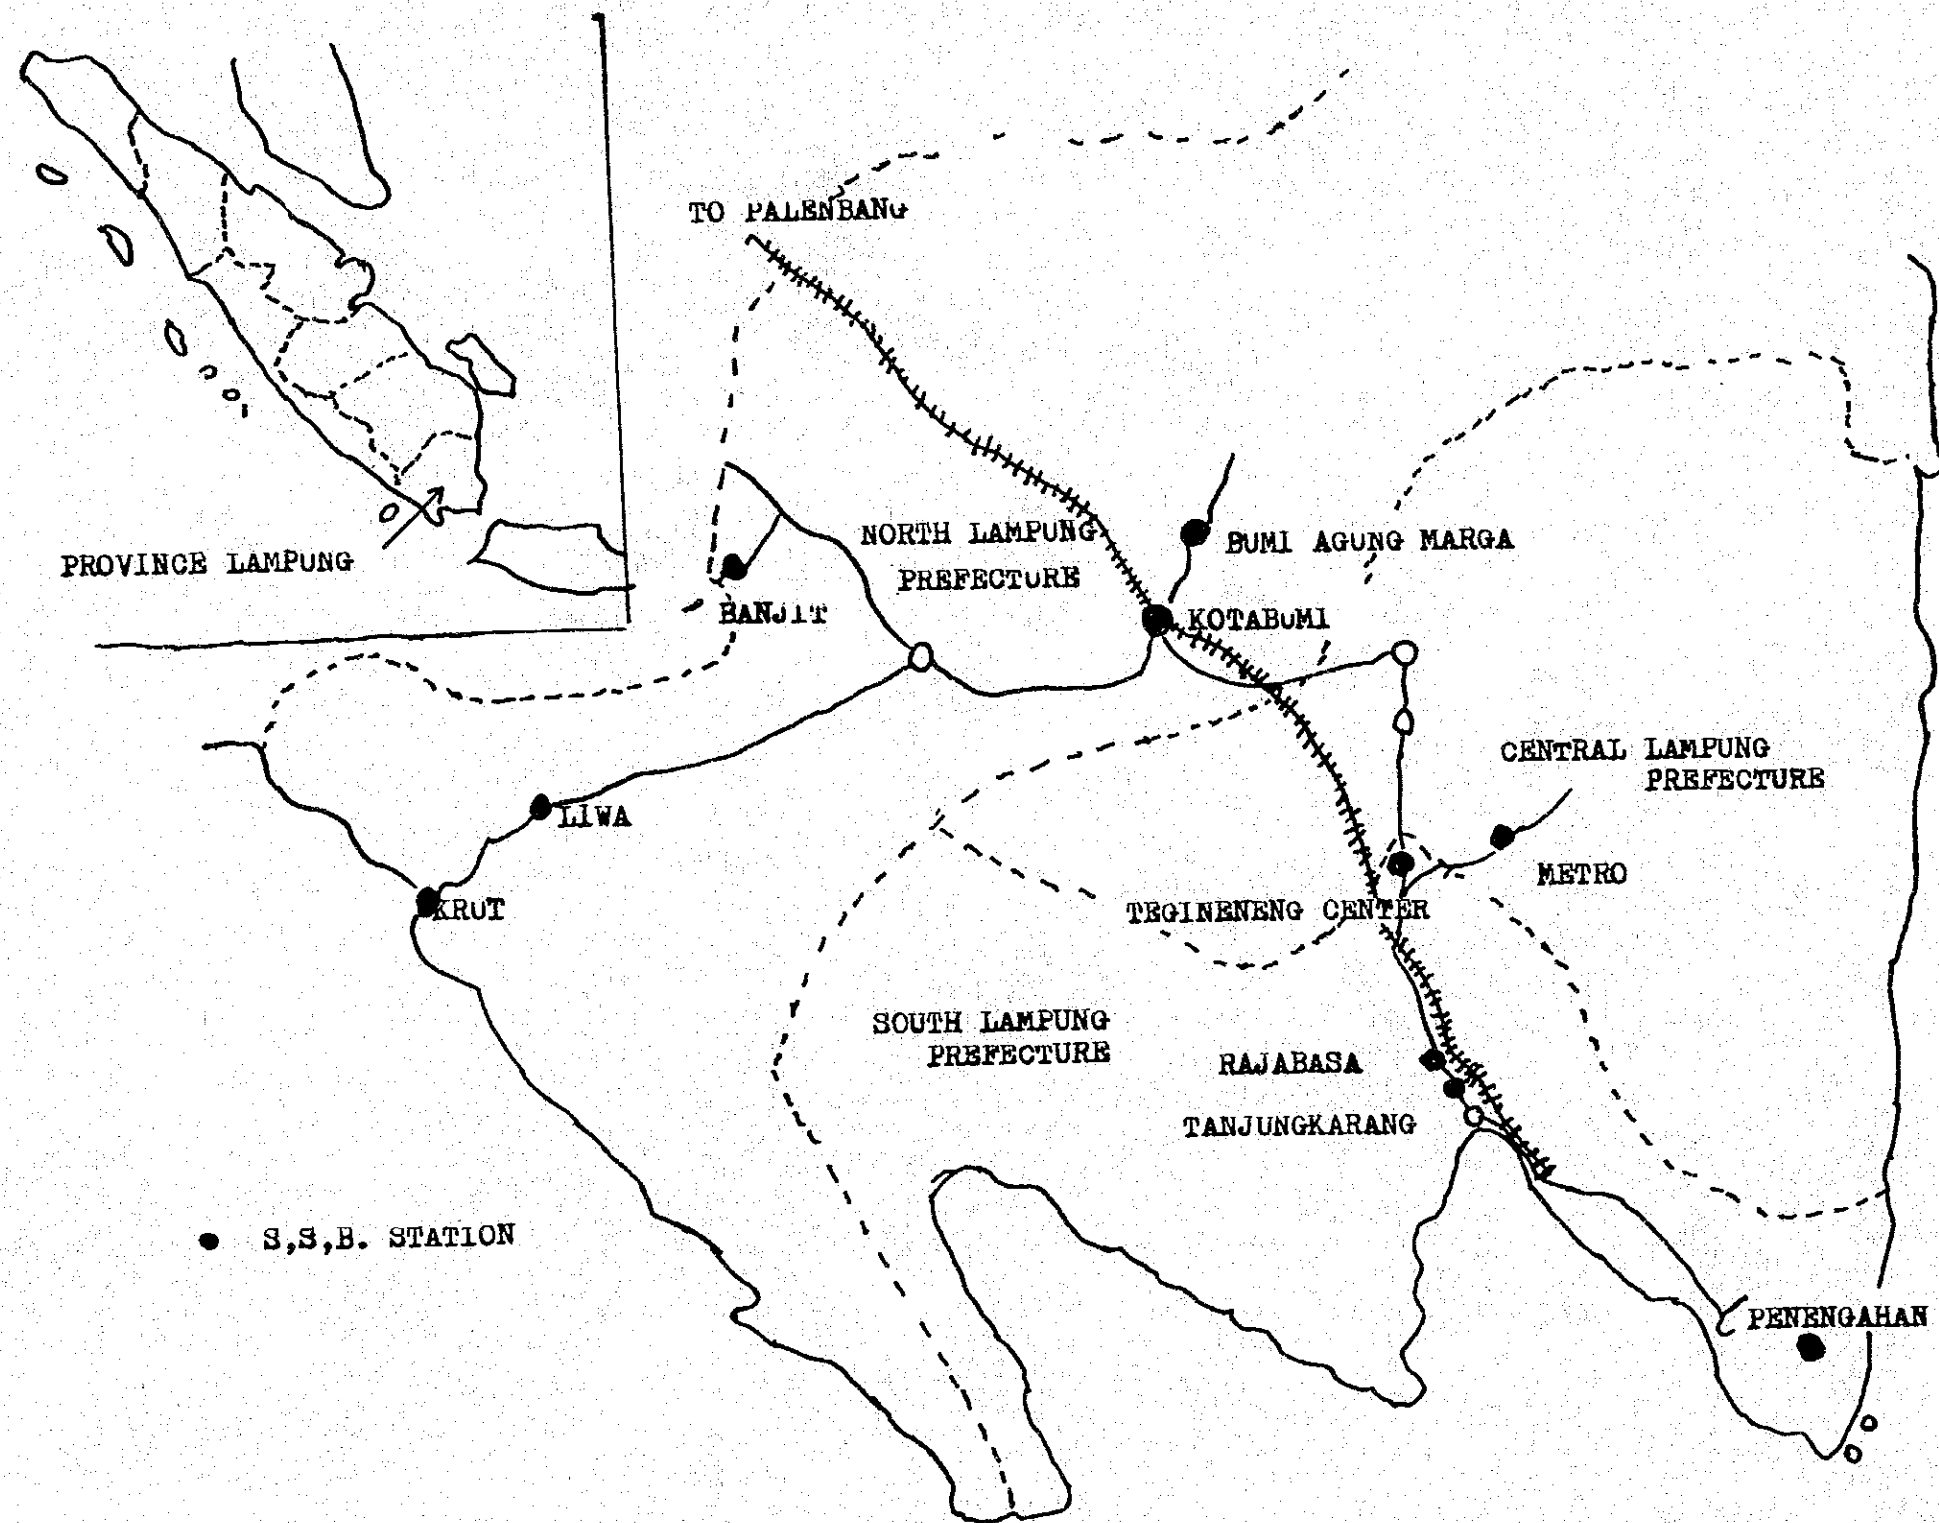 TO PALENBANG
PROVINCE LAMPUNG
NORTH LAMPUNG
PREFECTURE
BUMI AGUNG MARGA
BANJIT
KOTABUMI
CENTRAL LAMPUNG
PREFECTURE
LIWA
METRO
KRUT
TEGINENENG CENTER
SOUTH LAMPUNG
PREFECTURE
RAJABASA
TANJUNGKARANG
S,S,B. STATION
PENENGAHAN